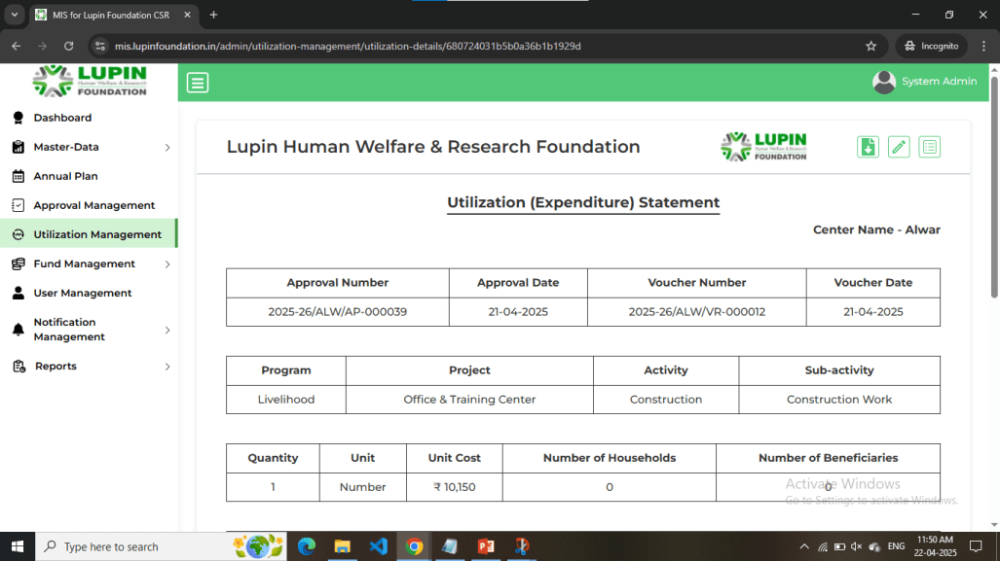 MIS for Lupin Foundation CSR
mis.lupinfoundation.in/admin/utilization-management/utilization-details/680724031b5b0a36b1b1929d
Incognito
LUPIN
Human Welfare & Research
FOUNDATION
System Admin
Dashboard
Master-Data
Annual Plan
Approval Management
Utilization Management
Fund Management
User Management
Notification
Management
Reports
Lupin Human Welfare & Research Foundation
LUPIN
Human Welfare & Research
FOUNDATION
Utilization (Expenditure) Statement
Center Name - Alwar
Approval Number Approval Date Voucher Number Voucher Date
2025-26/ALW/AP-000039 21-04-2025 2025-26/ALW/VR-000012 21-04-2025
Program Project Activity Sub-activity
Livelihood Office & Training Center Construction Construction Work
Quantity Unit Unit Cost Number of Households Number of Beneficiaries
1 Number ₹ 10,150 0 0
Activate Windows
Go to Settings to activate Windows.
Type here to search
ENG
11:50 AM
22-04-2025